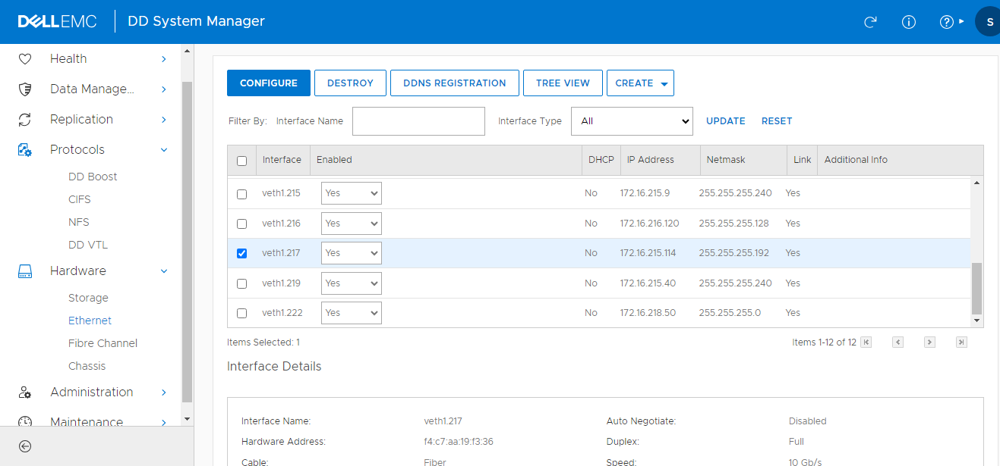 DELLEMC DD System Manager S
Health
Data Manage...
Replication
Protocols
DD Boost
CIFS
NFS
DD VTL
Hardware
Storage
Ethernet
Fibre Channel
Chassis
Administration
Maintenance
CONFIGURE DESTROY DDNS REGISTRATION TREE VIEW CREATE
Filter By: Interface Name Interface Type All UPDATE RESET
Interface Enabled DHCP IP Address Netmask Link Additional Info
veth1.215 Yes No 172.16.215.9 255.255.255.240 Yes
veth1.216 Yes No 172.16.216.120 255.255.255.128 Yes
veth1.217 Yes No 172.16.215.114 255.255.255.192 Yes
veth1.219 Yes No 172.16.215.40 255.255.255.240 Yes
veth1.222 Yes No 172.16.218.50 255.255.255.0 Yes
Items Selected: 1 Items 1-12 of 12
Interface Details
Interface Name: veth1.217 Auto Negotiate: Disabled
Hardware Address: f4:c7:aa:19:f3:36 Duplex: Full
Cable: Fiber Speed: 10 Gb/s